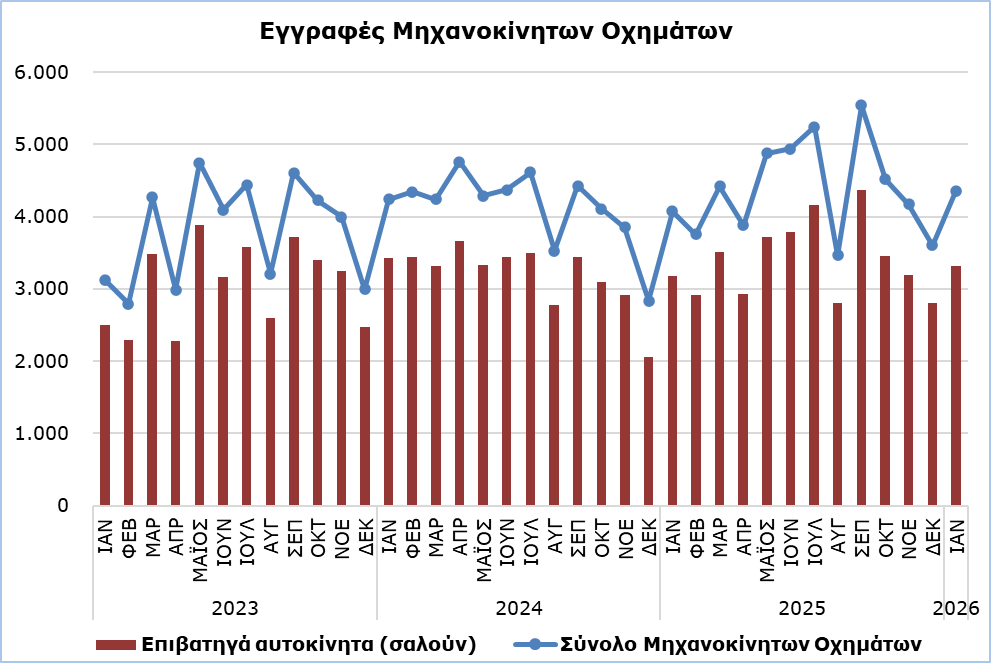 Εγγραφές Μηχανοκίνητων Οχημάτων
6.000
5.000
4.000
3.000
2.000
1.000
0
ΙΑΝ ΦΕΒ ΜΑΡ ΑΠΡ ΜΑΪΟΣ ΙΟΥΝ ΙΟΥΛ ΑΥΓ ΣΕΠ ΟΚΤ ΝΟΕ ΔΕΚ ΙΑΝ ΦΕΒ ΜΑΡ ΑΠΡ ΜΑΪΟΣ ΙΟΥΝ ΙΟΥΛ ΑΥΓ ΣΕΠ ΟΚΤ ΝΟΕ ΔΕΚ ΙΑΝ ΦΕΒ ΜΑΡ ΑΠΡ ΜΑΪΟΣ ΙΟΥΝ ΙΟΥΛ ΑΥΓ ΣΕΠ ΟΚΤ ΝΟΕ ΔΕΚ ΙΑΝ
2023 2024 2025 2026
Επιβατηγά αυτοκίνητα (σαλούν) Σύνολο Μηχανοκίνητων Οχημάτων